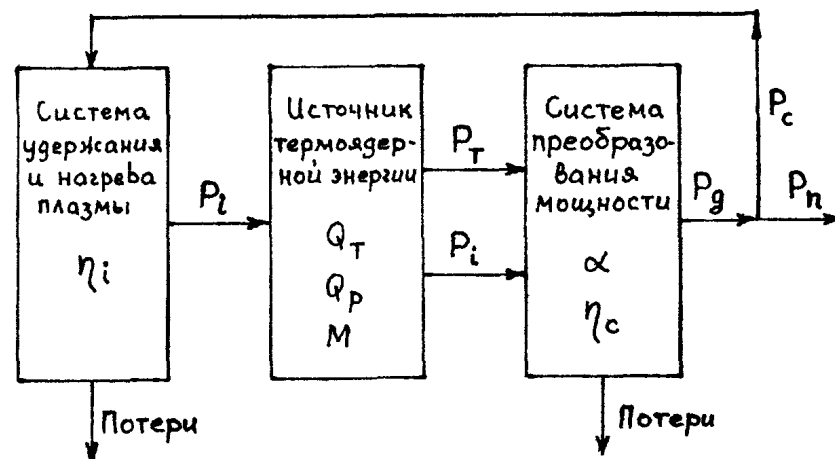 Система
удержания
и нагрева
плазмы
ηi
Потери
Pl
Источник
термоядер-
ной энергии
QT
Qp
M
PT
Pi
Система
преобразо-
вания
мощности
α
ηc
Потери
Pg
Pc
Pn